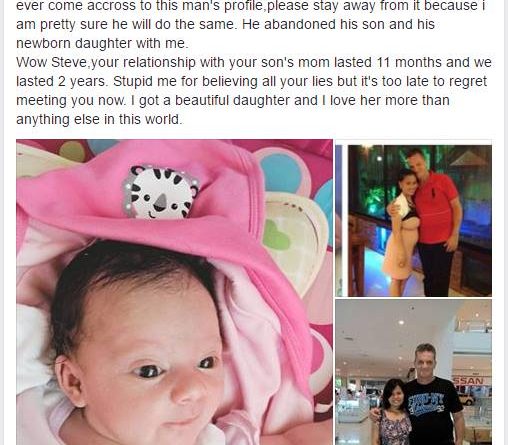 ever come accross to this man's profile,please stay away from it because i
am pretty sure he will do the same. He abandoned his son and his
newborn daughter with me.
Wow Steve,your relationship with your son's mom lasted 11 months and we
lasted 2 years. Stupid me for believing all your lies but it's too late to regret
meeting you now. I got a beautiful daughter and I love her more than
anything else in this world.
SSAN